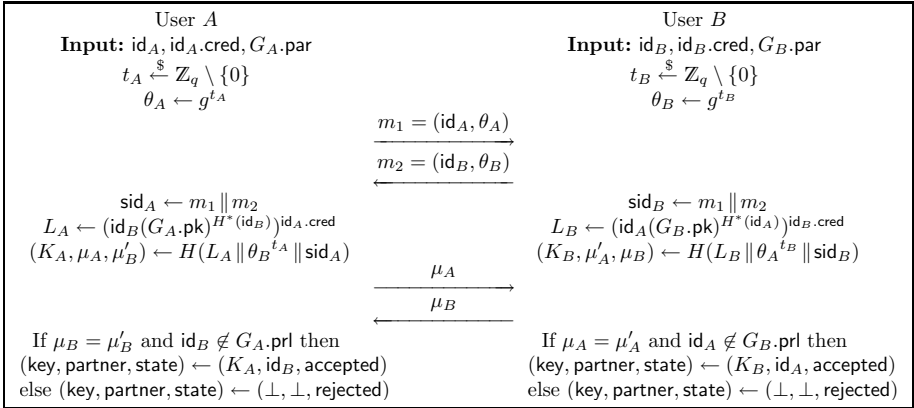 User A User B
Input: id_A, id_A.cred, G_A.par Input: id_B, id_B.cred, G_B.par
t_A ←$ ℤ_q \ {0} t_B ←$ ℤ_q \ {0}
θ_A ← g^{t_A} θ_B ← g^{t_B}
m_1 = (id_A, θ_A)
m_2 = (id_B, θ_B)
sid_A ← m_1 ∥ m_2 sid_B ← m_1 ∥ m_2
L_A ← (id_B(G_A.pk)^{H*(id_B)})^{id_A.cred} L_B ← (id_A(G_B.pk)^{H*(id_A)})^{id_B.cred}
(K_A, μ_A, μ′_B) ← H(L_A ∥ θ_B^{t_A} ∥ sid_A) (K_B, μ′_A, μ_B) ← H(L_B ∥ θ_A^{t_B} ∥ sid_B)
μ_A
μ_B
If μ_B = μ′_B and id_B ∉ G_A.prl then If μ_A = μ′_A and id_A ∉ G_B.prl then
(key, partner, state) ← (K_A, id_B, accepted) (key, partner, state) ← (K_B, id_A, accepted)
else (key, partner, state) ← (⊥, ⊥, rejected) else (key, partner, state) ← (⊥, ⊥, rejected)